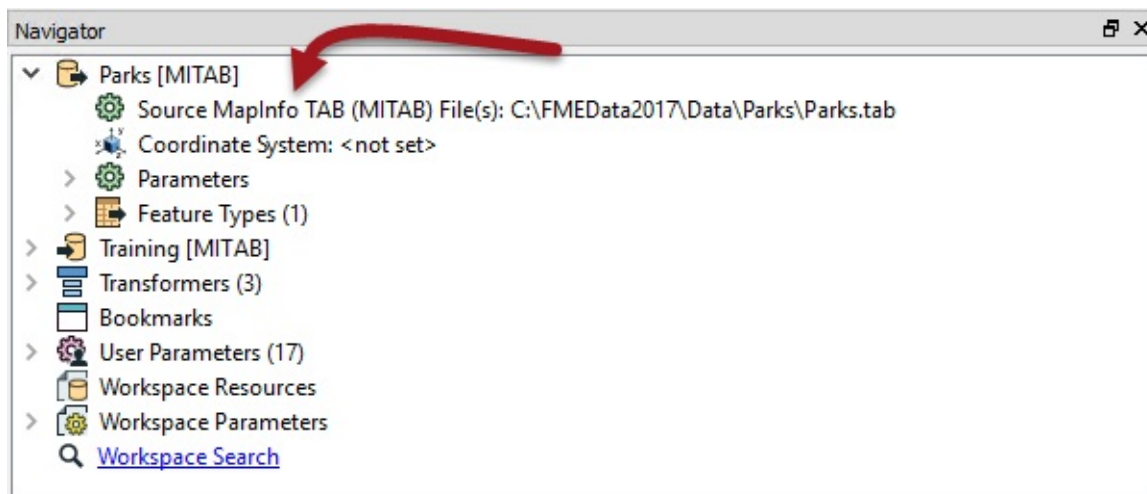 Navigator
Parks [MITAB]
Source MapInfo TAB (MITAB) File(s): C:\FMEData2017\Data\Parks\Parks.tab
Coordinate System: <not set>
Parameters
Feature Types (1)
Training [MITAB]
Transformers (3)
Bookmarks
User Parameters (17)
Workspace Resources
Workspace Parameters
Workspace Search